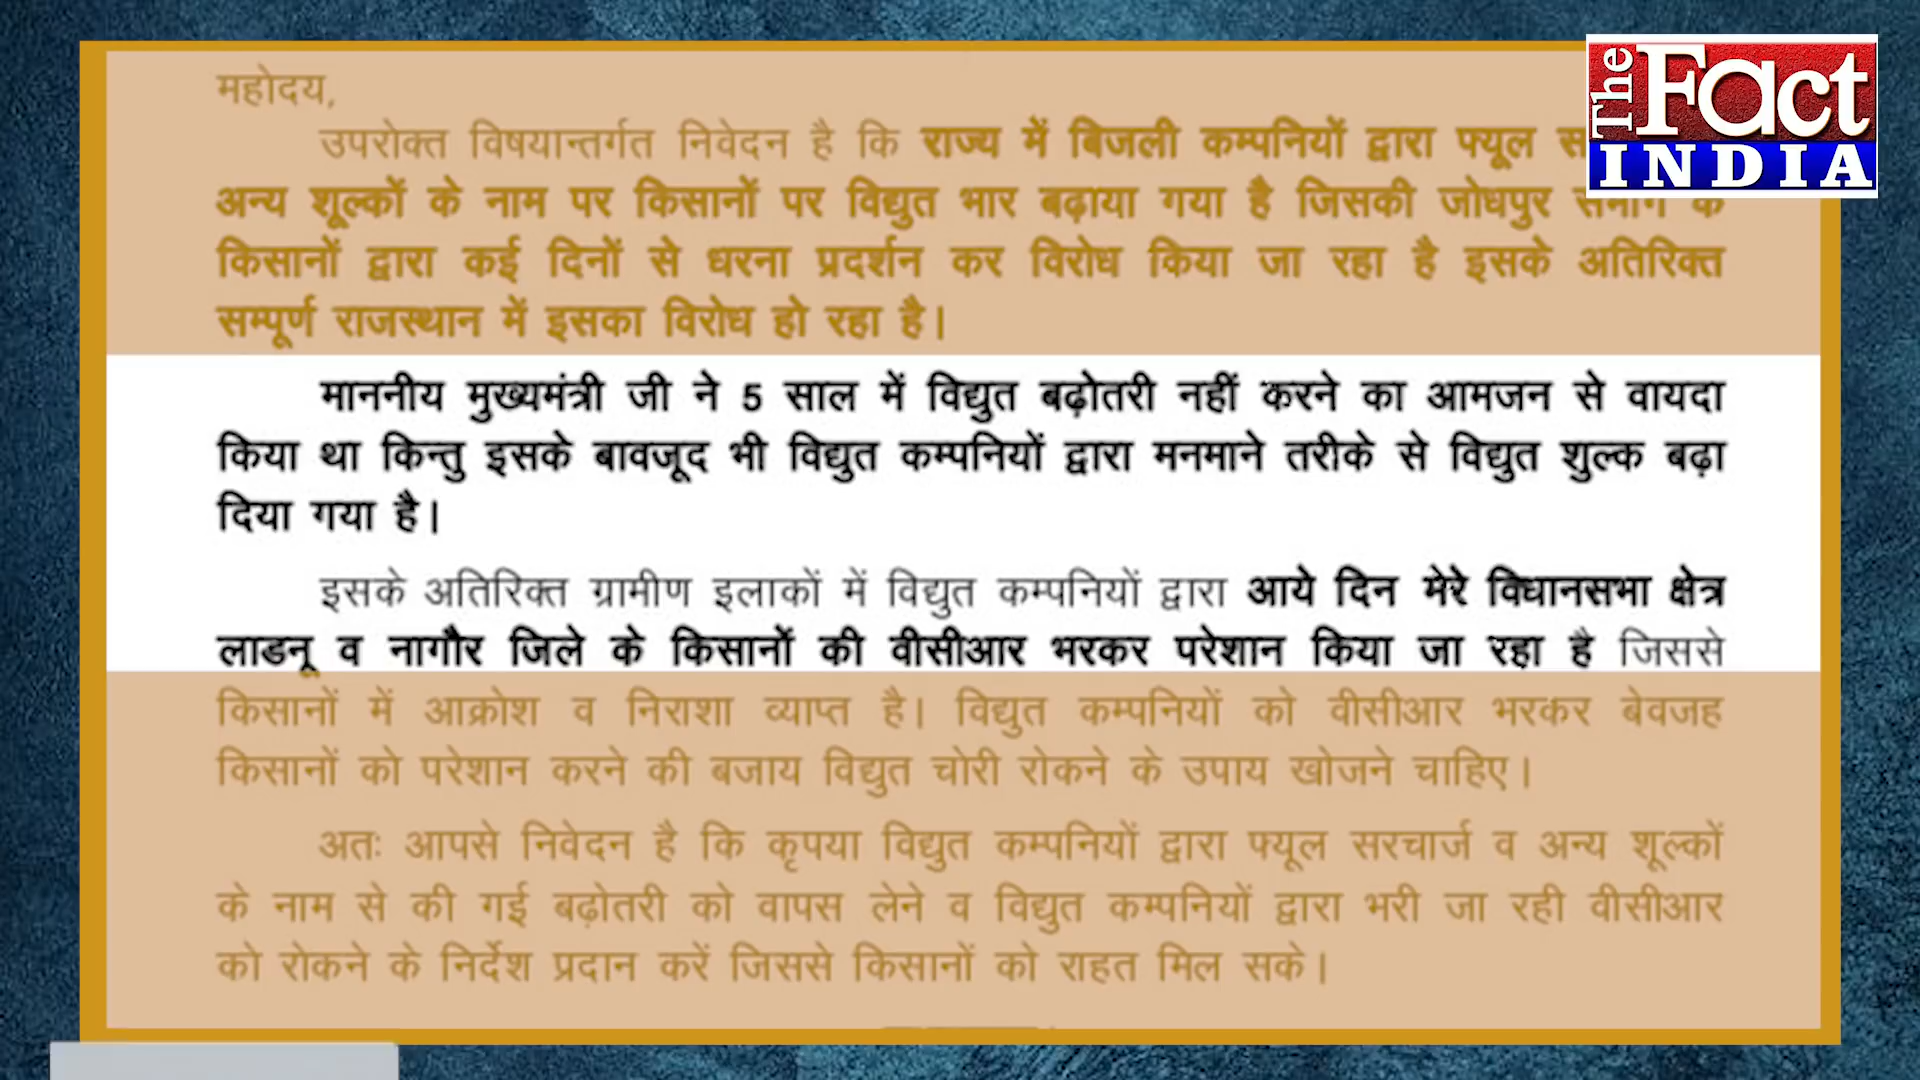 महोदय,
The Fact
INDIA
उपरोक्त विषयान्तर्गत निवेदन है कि राज्य में बिजली कम्पनियों द्वारा फ्यूल
अन्य शूल्कों के नाम पर किसानों पर विद्युत भार बढ़ाया गया है जिसकी जोधपुर संभाग के
किसानों द्वारा कई दिनों से धरना प्रदर्शन कर विरोध किया जा रहा है इसके अतिरिक्त
सम्पूर्ण राजस्थान में इसका विरोध हो रहा है।
माननीय मुख्यमंत्री जी ने 5 साल में विद्युत बढ़ोतरी नहीं करने का आमजन से वायदा
किया था किन्तु इसके बावजूद भी विद्युत कम्पनियों द्वारा मनमाने तरीके से विद्युत शुल्क बढ़ा
दिया गया है।
इसके अतिरिक्त ग्रामीण इलाकों में विद्युत कम्पनियों द्वारा आये दिन मेरे विधानसभा क्षेत्र
लाडनू व नागौर जिले के किसानों की वीसीआर भरकर परेशान किया जा रहा है जिससे
किसानों में आक्रोश व निराशा व्याप्त है। विद्युत कम्पनियों को वीसीआर भरकर बेवजह
किसानों को परेशान करने की बजाय विद्युत चोरी रोकने के उपाय खोजने चाहिए।
अतः आपसे निवेदन है कि कृपया विद्युत कम्पनियों द्वारा फ्यूल सरचार्ज व अन्य शूल्कों
के नाम से की गई बढ़ोतरी को वापस लेने व विद्युत कम्पनियों द्वारा भरी जा रही वीसीआर
को रोकने के निर्देश प्रदान करें जिससे किसानों को राहत मिल सके।